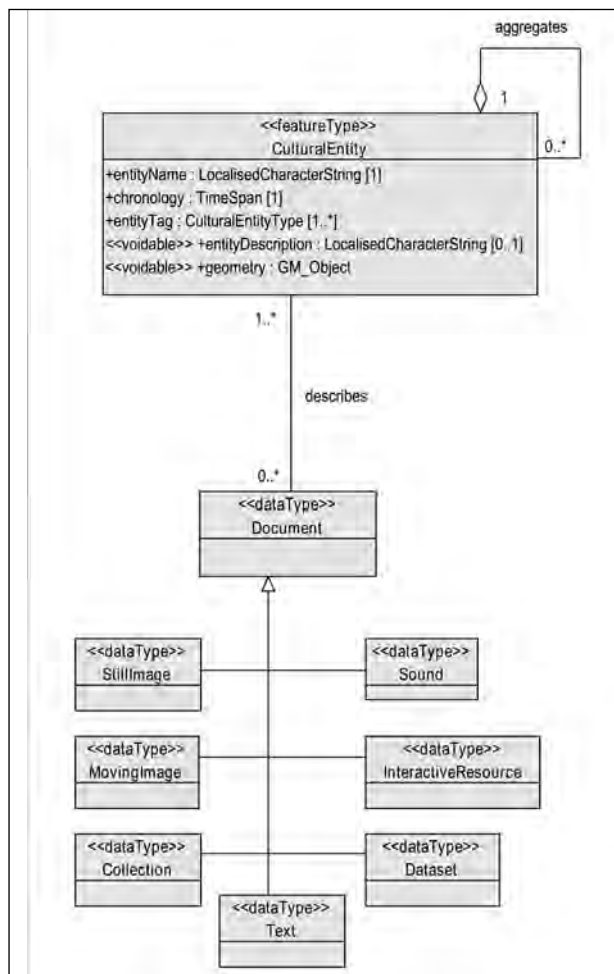 aggregates
1
<<featureType>>
CulturalEntity
0..*
+entityName : LocalisedCharacterString [1]
+chronology : TimeSpan [1]
+entityTag : CulturalEntityType [1..*]
<<voidable>> +entityDescription : LocalisedCharacterString [0..1]
<<voidable>> +geometry : GM_Object
1..*
describes
0..*
<<dataType>>
Document
<<dataType>>
StillImage
<<dataType>>
Sound
<<dataType>>
MovingImage
<<dataType>>
InteractiveResource
<<dataType>>
Collection
<<dataType>>
Dataset
<<dataType>>
Text